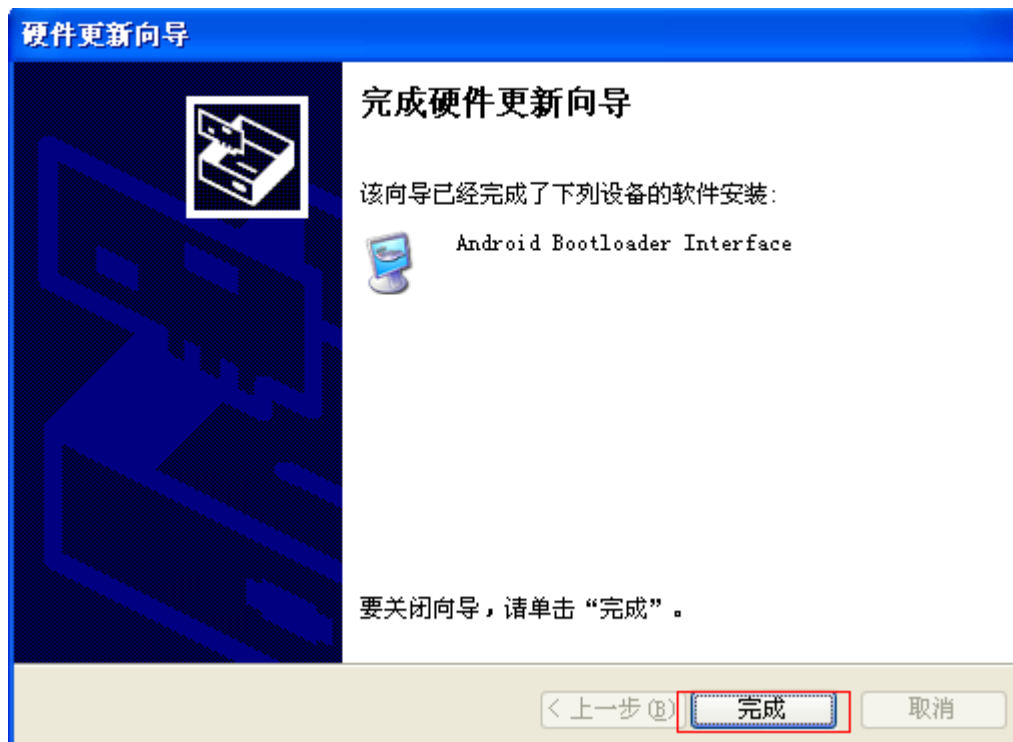 硬件更新向导
完成硬件更新向导
该向导已经完成了下列设备的软件安装:
Android Bootloader Interface
要关闭向导，请单击“完成”。
< 上一步(B)
完成
取消